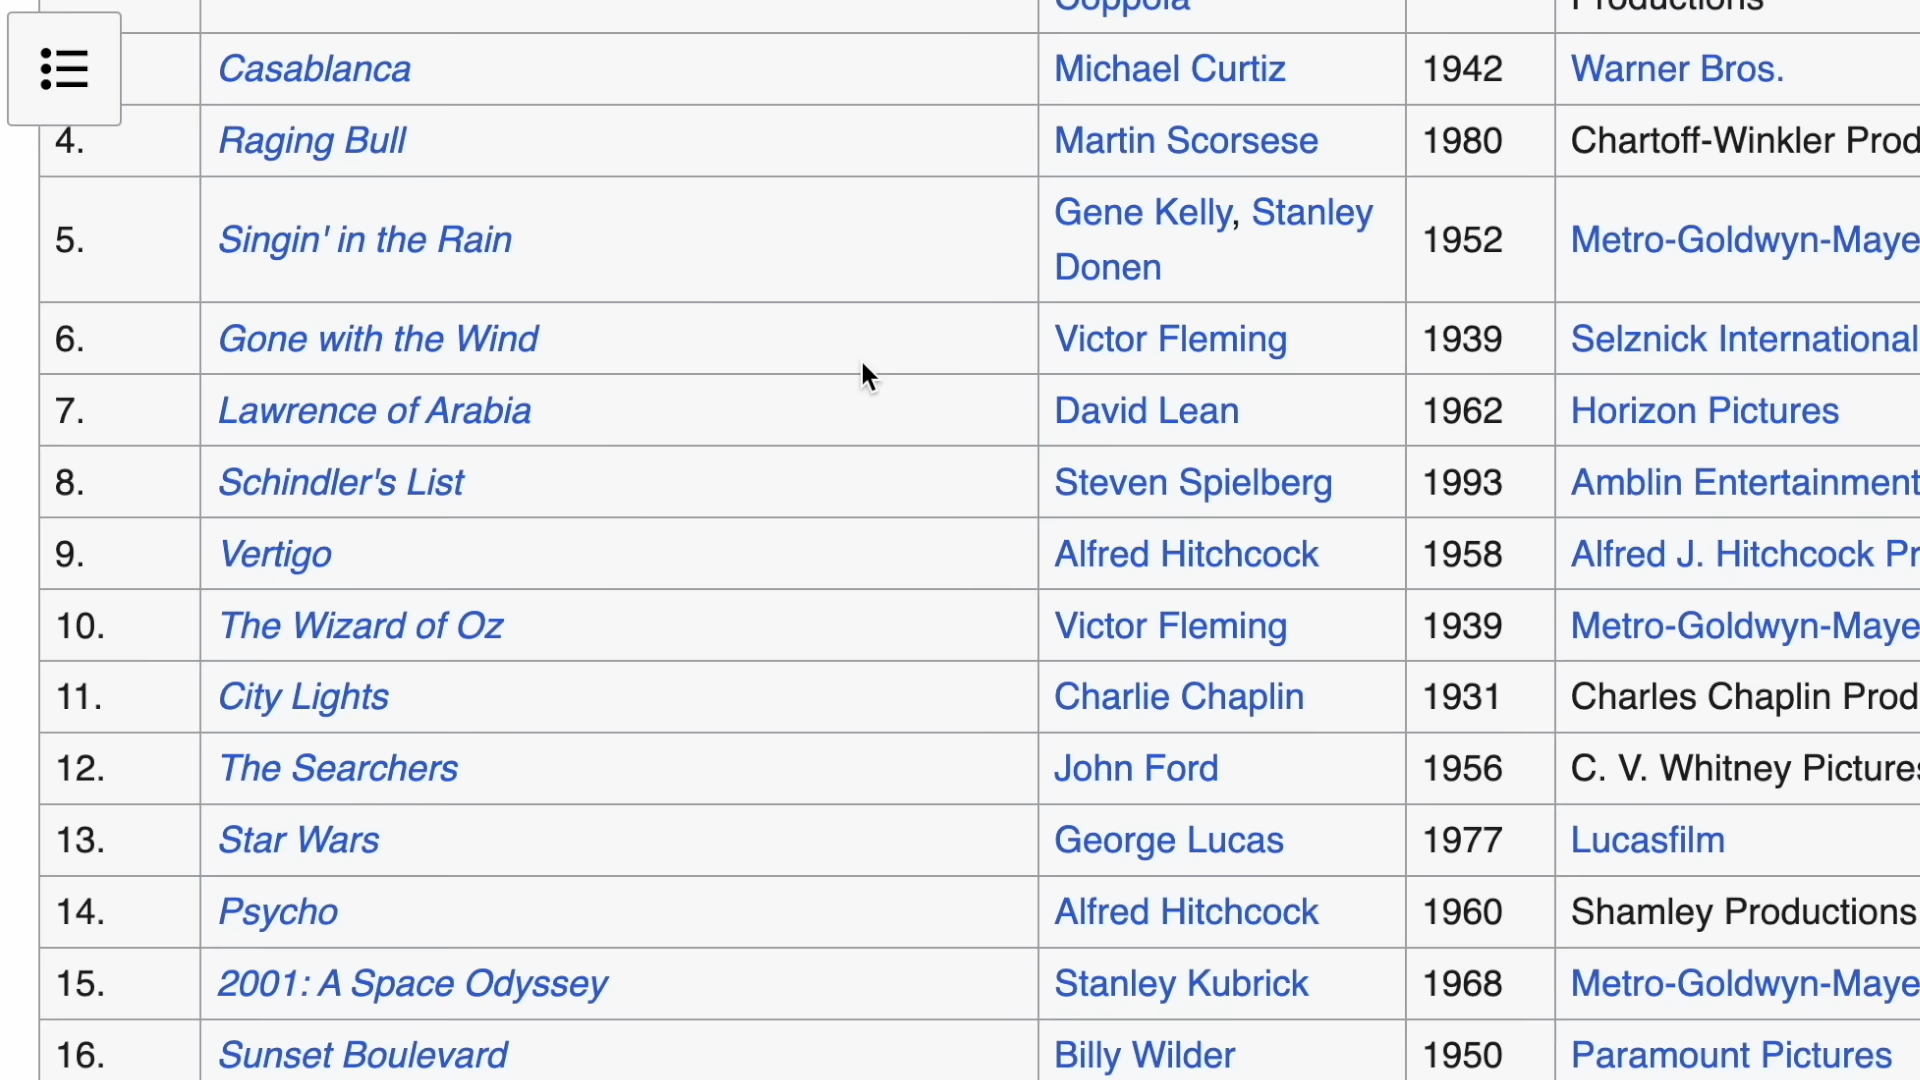 Coppola Productions
Casablanca Michael Curtiz 1942 Warner Bros.
4. Raging Bull Martin Scorsese 1980 Chartoff-Winkler Prod
5. Singin' in the Rain Gene Kelly, Stanley Donen 1952 Metro-Goldwyn-Maye
6. Gone with the Wind Victor Fleming 1939 Selznick International
7. Lawrence of Arabia David Lean 1962 Horizon Pictures
8. Schindler's List Steven Spielberg 1993 Amblin Entertainment
9. Vertigo Alfred Hitchcock 1958 Alfred J. Hitchcock Pr
10. The Wizard of Oz Victor Fleming 1939 Metro-Goldwyn-Maye
11. City Lights Charlie Chaplin 1931 Charles Chaplin Prod
12. The Searchers John Ford 1956 C. V. Whitney Pictures
13. Star Wars George Lucas 1977 Lucasfilm
14. Psycho Alfred Hitchcock 1960 Shamley Productions
15. 2001: A Space Odyssey Stanley Kubrick 1968 Metro-Goldwyn-Maye
16. Sunset Boulevard Billy Wilder 1950 Paramount Pictures